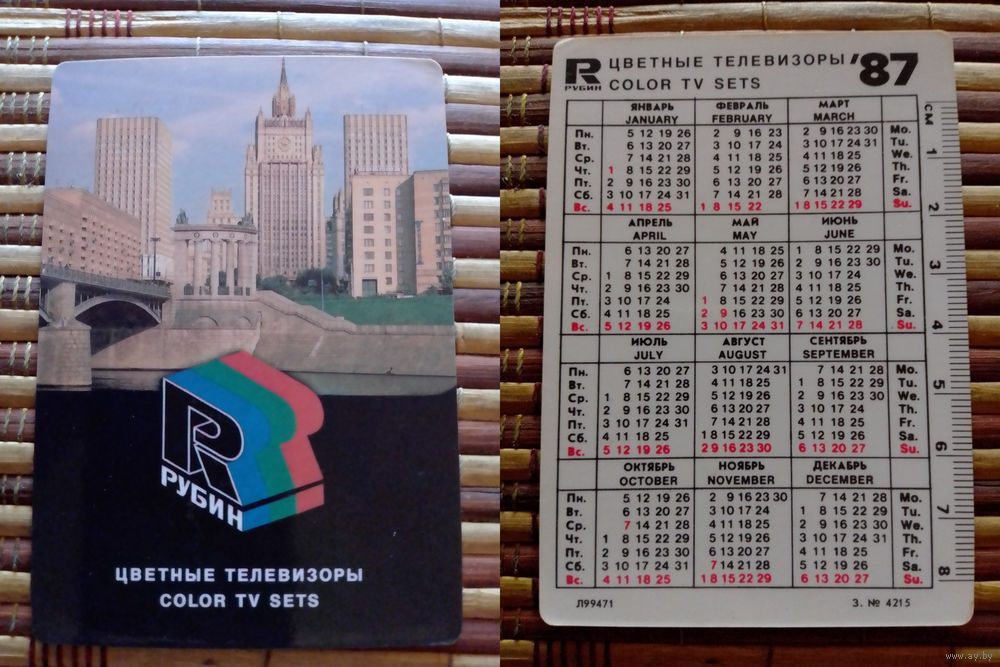 РУБИН
ЦВЕТНЫЕ ТЕЛЕВИЗОРЫ
COLOR TV SETS
РУБИН
ЦВЕТНЫЕ ТЕЛЕВИЗОРЫ '87
COLOR TV SETS
ЯНВАРЬ ФЕВРАЛЬ МАРТ
JANUARY FEBRUARY MARCH
Пн. 5 12 19 26 2 9 16 23 2 9 16 23 30 Mo.
Вт. 6 13 20 27 3 10 17 24 3 10 17 24 31 Tu.
Ср. 7 14 21 28 4 11 18 25 4 11 18 25 We.
Чт. 1 8 15 22 29 5 12 19 26 5 12 19 26 Th.
Пт. 2 9 16 23 30 6 13 20 27 6 13 20 27 Fr.
Сб. 3 10 17 24 31 7 14 21 28 7 14 21 28 Sa.
Вс. 4 11 18 25 1 8 15 22 1 8 15 22 29 Su.
АПРЕЛЬ МАЙ ИЮНЬ
APRIL MAY JUNE
Пн. 6 13 20 27 4 11 18 25 1 8 15 22 29 Mo.
Вт. 7 14 21 28 5 12 19 26 2 9 16 23 30 Tu.
Ср. 1 8 15 22 29 6 13 20 27 3 10 17 24 We.
Чт. 2 9 16 23 30 7 14 21 28 4 11 18 25 Th.
Пт. 3 10 17 24 1 8 15 22 29 5 12 19 26 Fr.
Сб. 4 11 18 25 2 9 16 23 30 6 13 20 27 Sa.
Вс. 5 12 19 26 3 10 17 24 31 7 14 21 28 Su.
ИЮЛЬ АВГУСТ СЕНТЯБРЬ
JULY AUGUST SEPTEMBER
Пн. 6 13 20 27 3 10 17 24 31 7 14 21 28 Mo.
Вт. 7 14 21 28 4 11 18 25 1 8 15 22 29 Tu.
Ср. 1 8 15 22 29 5 12 19 26 2 9 16 23 30 We.
Чт. 2 9 16 23 30 6 13 20 27 3 10 17 24 Th.
Пт. 3 10 17 24 31 7 14 21 28 4 11 18 25 Fr.
Сб. 4 11 18 25 1 8 15 22 29 5 12 19 26 Sa.
Вс. 5 12 19 26 2 9 16 23 30 6 13 20 27 Su.
ОКТЯБРЬ НОЯБРЬ ДЕКАБРЬ
OCTOBER NOVEMBER DECEMBER
Пн. 5 12 19 26 2 9 16 23 30 7 14 21 28 Mo.
Вт. 6 13 20 27 3 10 17 24 1 8 15 22 29 Tu.
Ср. 7 14 21 28 4 11 18 25 2 9 16 23 30 We.
Чт. 1 8 15 22 29 5 12 19 26 3 10 17 24 31 Th.
Пт. 2 9 16 23 30 6 13 20 27 4 11 18 25 Fr.
Сб. 3 10 17 24 31 7 14 21 28 5 12 19 26 Sa.
Вс. 4 11 18 25 1 8 15 22 29 6 13 20 27 Su.
Л99471 З. № 4215
СМ
1
2
3
4
5
6
7
8
www.ay.by